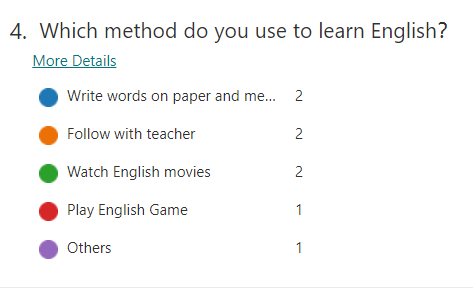 4. Which method do you use to learn English?
More Details
Write words on paper and me... 2
Follow with teacher 2
Watch English movies 2
Play English Game 1
Others 1